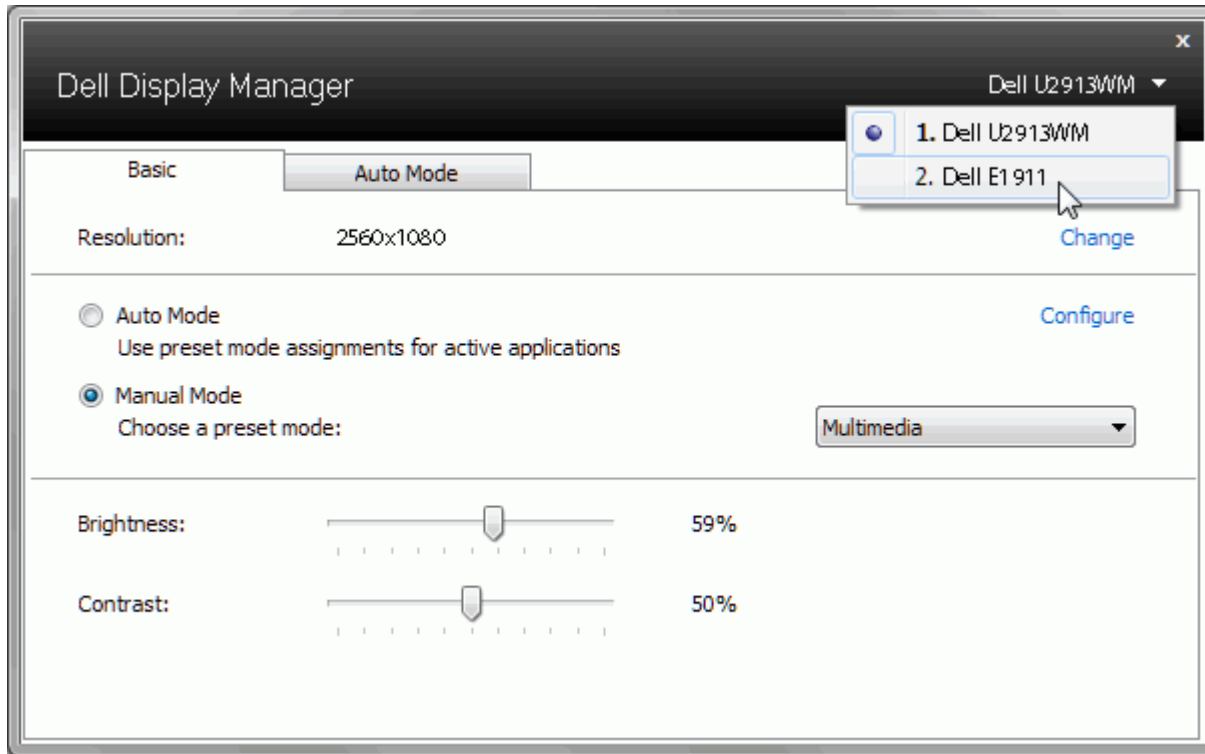 x
Dell Display Manager
Dell U2913WM
1. Dell U2913WM
2. Dell E1911
Basic
Auto Mode
Resolution:
2560x1080
Change
Auto Mode
Configure
Use preset mode assignments for active applications
Manual Mode
Choose a preset mode:
Multimedia
Brightness:
59%
Contrast:
50%